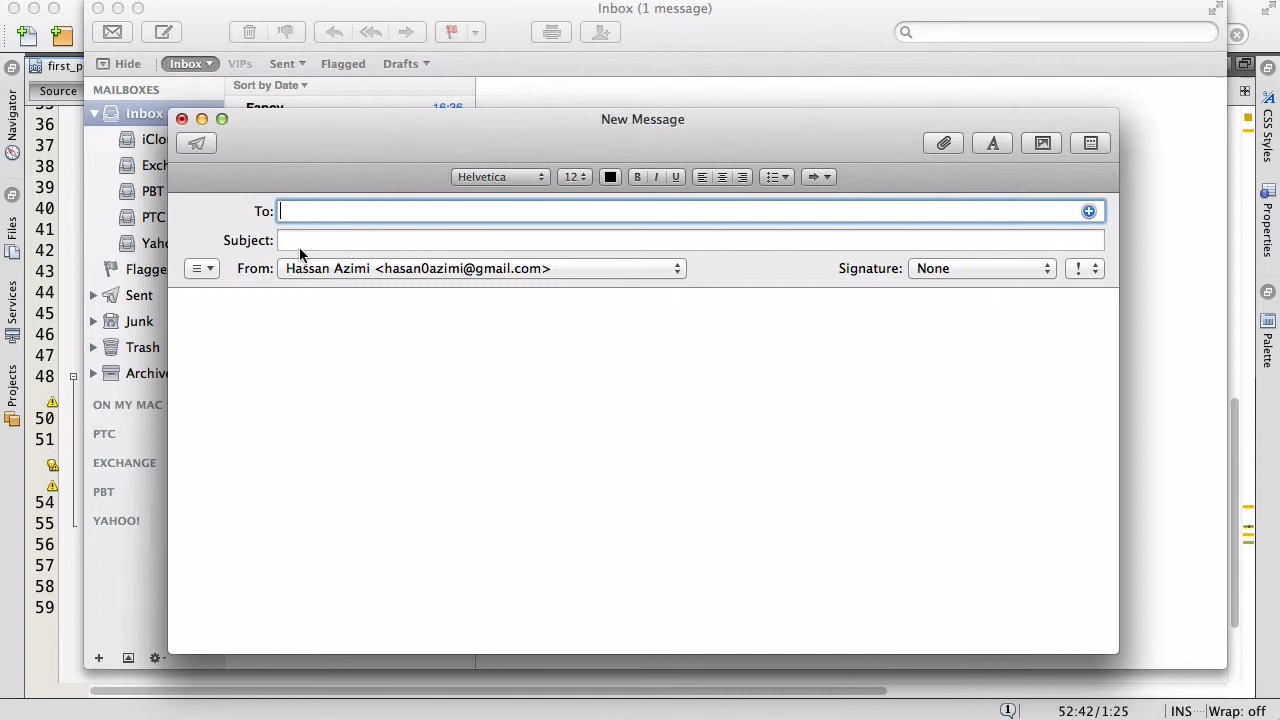 Inbox (1 message)
first_p
Hide Inbox VIPs Sent Flagged Drafts
Source
MAILBOXES
Sort by Date
Fancy 16:36
Inbox
New Message
iClo
Exch
PBT
PTC
Yaho
Flagge
Sent
Junk
Trash
Archive
ON MY MAC
PTC
EXCHANGE
PBT
YAHOO!
Helvetica 12 B I U
To:
Subject:
From: Hassan Azimi <hasan0azimi@gmail.com> Signature: None !
Navigator
Files
Services
Projects
36
37
38
39
40
41
42
43
44
45
46
47
48
50
51
54
55
56
57
58
59
CSS Styles
Properties
Palette
1 52:42/1:25 INS Wrap: off